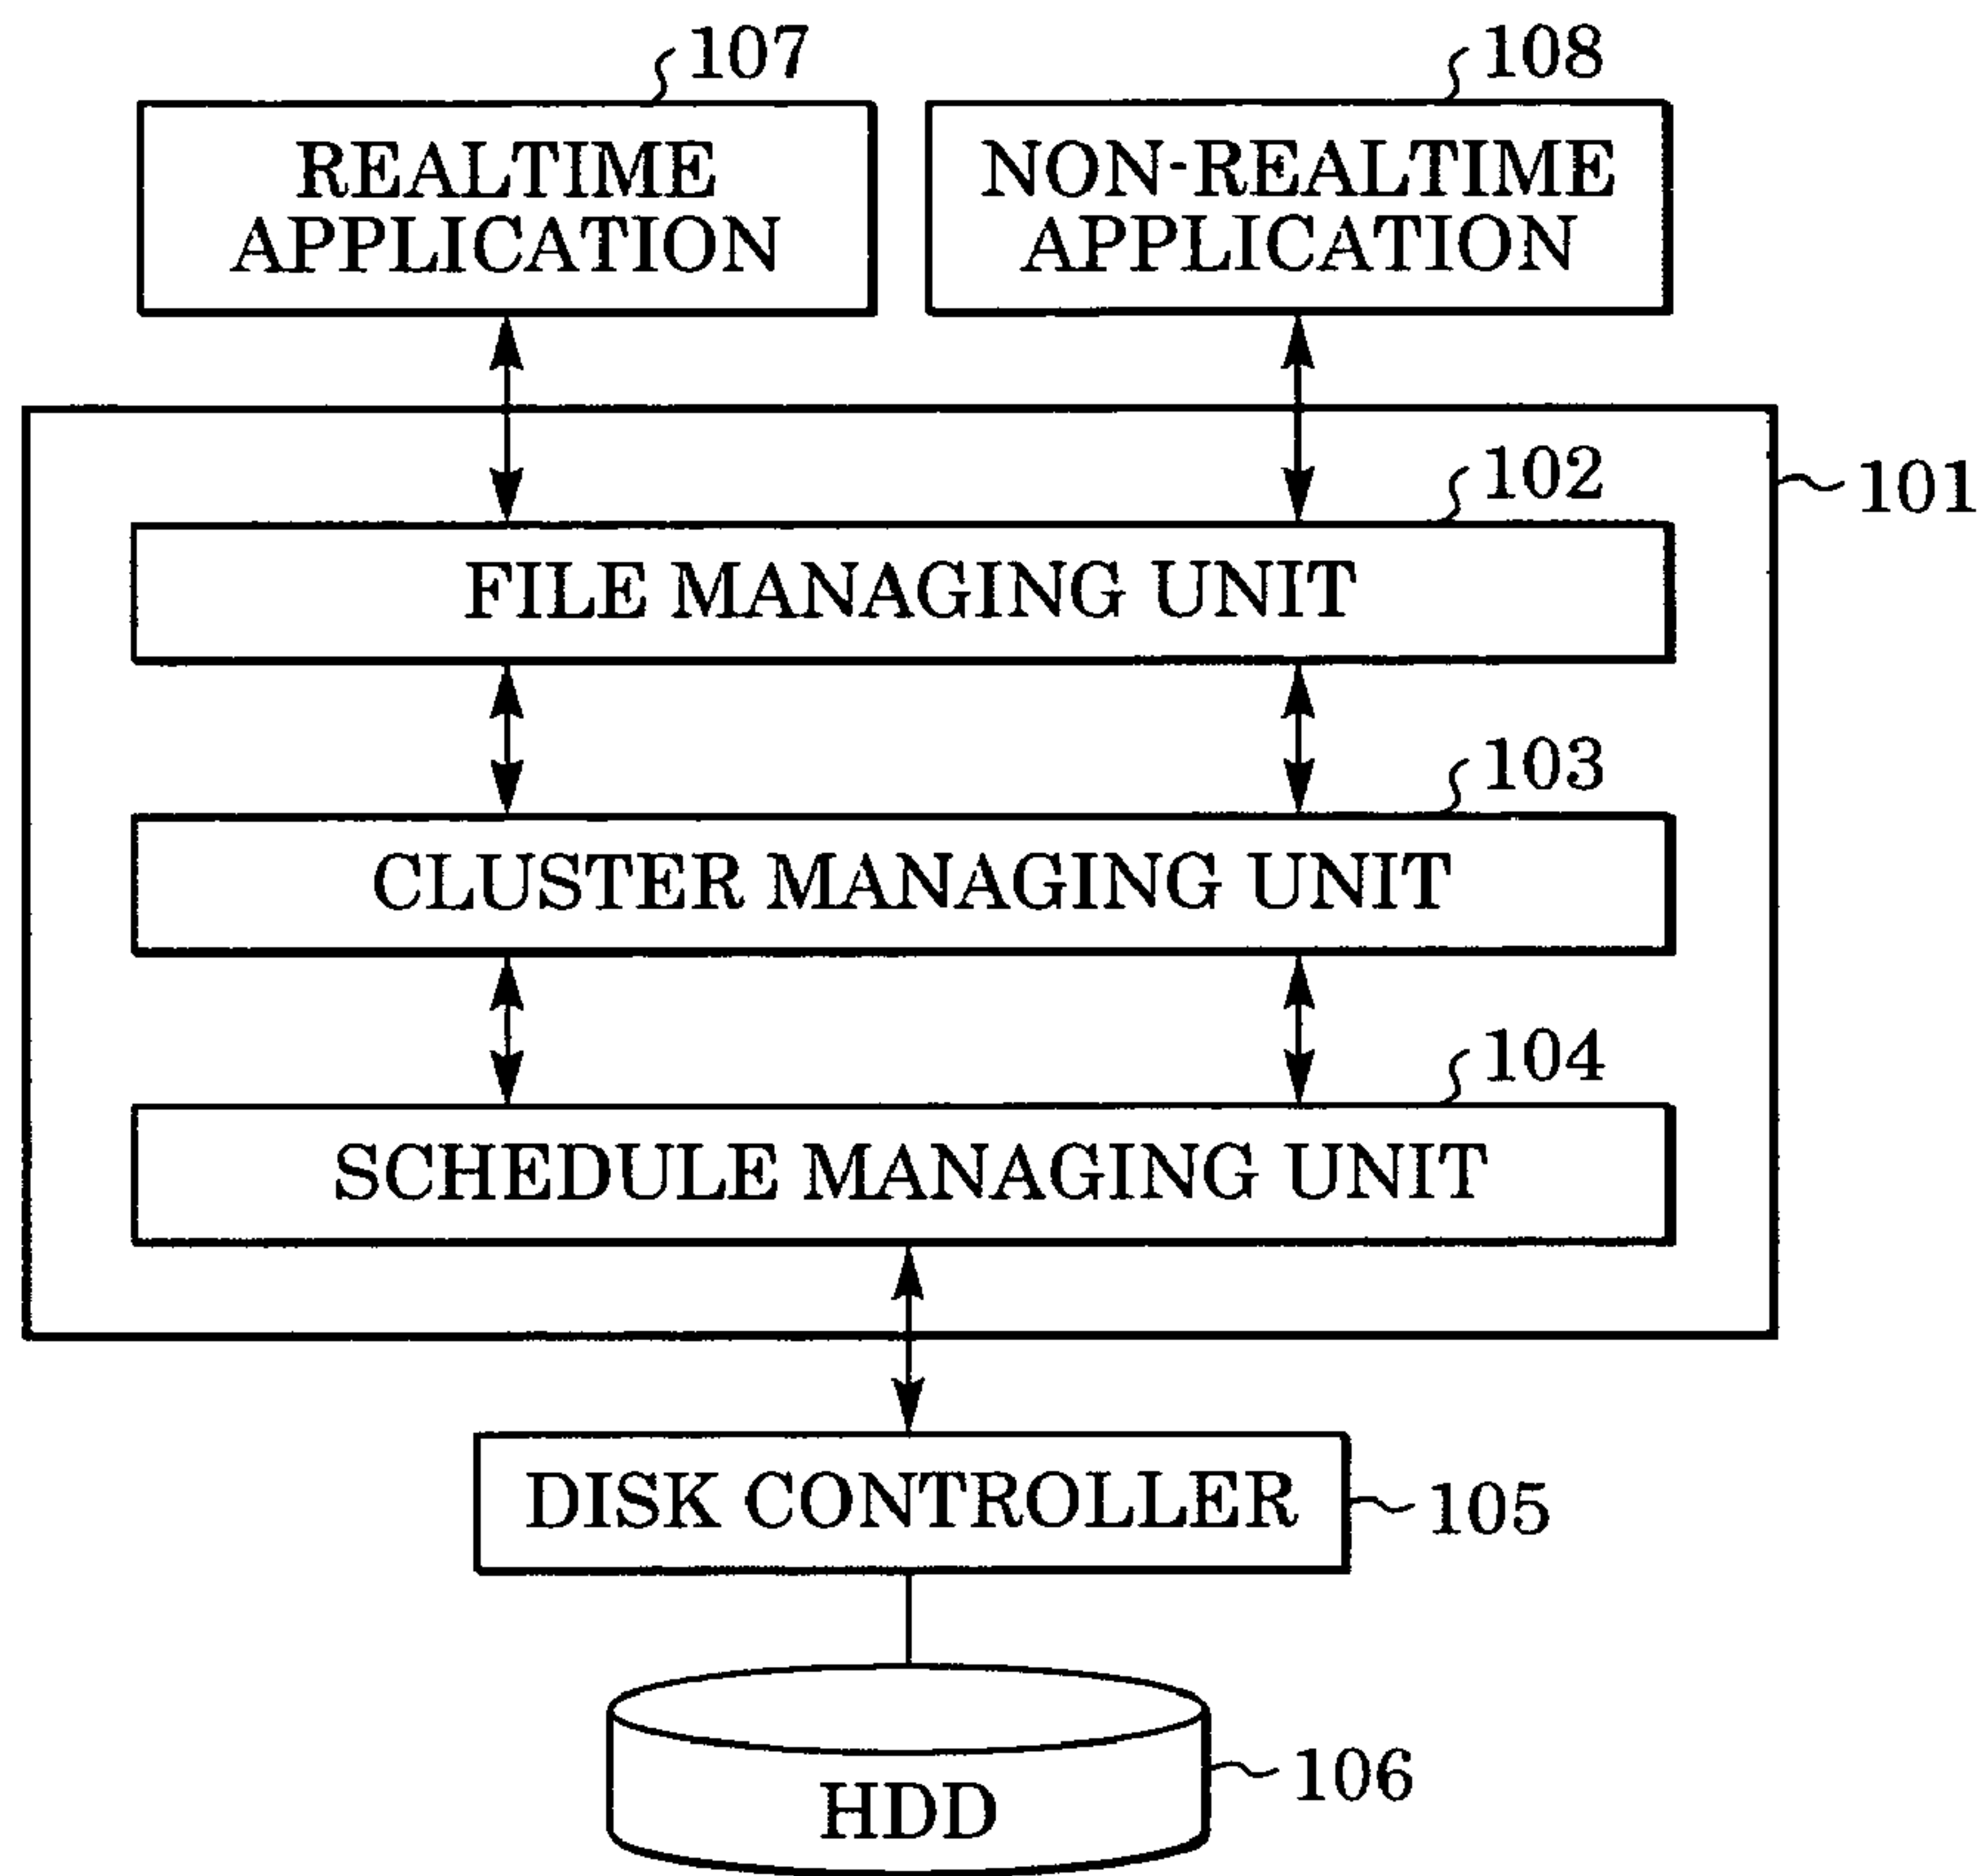 107
108
REALTIME
APPLICATION
NON-REALTIME
APPLICATION
102
101
FILE MANAGING UNIT
103
CLUSTER MANAGING UNIT
104
SCHEDULE MANAGING UNIT
DISK CONTROLLER
105
106
HDD